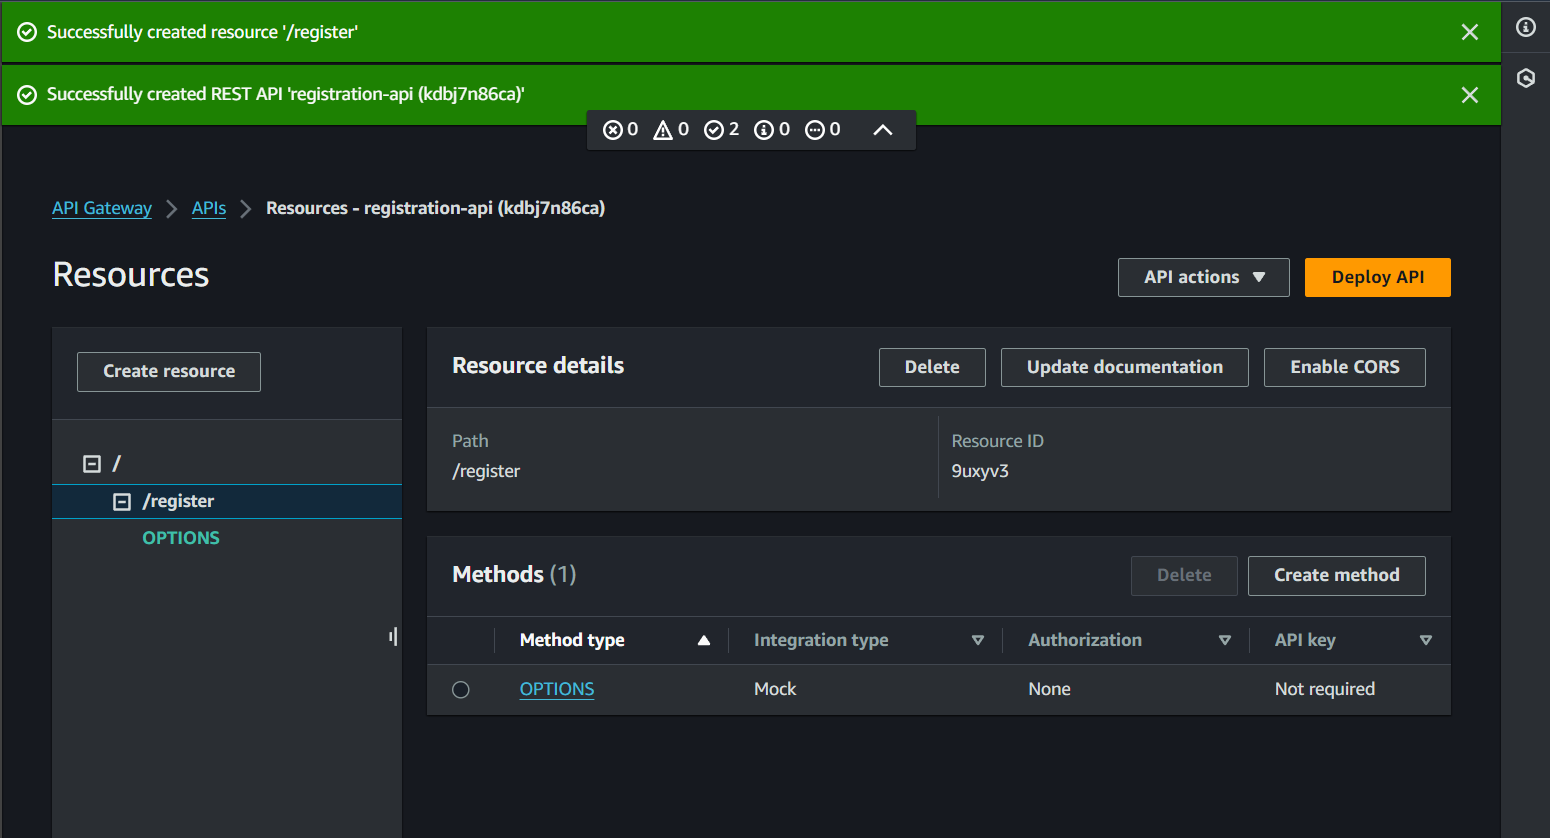 Successfully created resource '/register'
Successfully created REST API 'registration-api (kdbj7n86ca)'
0 0 2 0 0
API Gateway APIs Resources - registration-api (kdbj7n86ca)
Resources
API actions Deploy API
Create resource
/
/register
OPTIONS
Resource details
Delete Update documentation Enable CORS
Path
/register
Resource ID
9uxyv3
Methods (1)
Delete Create method
Method type Integration type Authorization API key
OPTIONS Mock None Not required